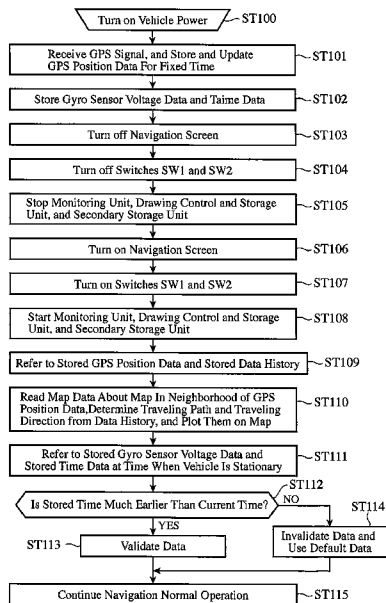 Turn on Vehicle Power
ST100
Receive GPS Signal, and Store and Update
GPS Position Data For Fixed Time
ST101
Store Gyro Sensor Voltage Data and Taime Data
ST102
Turn off Navigation Screen
ST103
Turn off Switches SW1 and SW2
ST104
Stop Monitoring Unit, Drawing Control and Storage
Unit, and Secondary Storage Unit
ST105
Turn on Navigation Screen
ST106
Turn on Switches SW1 and SW2
ST107
Start Monitoring Unit, Drawing Control and Storage
Unit, and Secondary Storage Unit
ST108
Refer to Stored GPS Position Data and Stored Data History
ST109
Read Map Data About Map In Neighborhood of GPS
Position Data,Determine Traveling Path and Traveling
Direction from Data History, and Plot Them on Map
ST110
Refer to Stored Gyro Sensor Voltage Data and
Stored Time Data at Time When Vehicle Is Stationary
ST111
ST112
Is Stored Time Much Earlier Than Current Time?
NO
ST114
YES
ST113
Validate Data
Invalidate Data and
Use Default Data
Continue Navigation Normal Operation
ST115